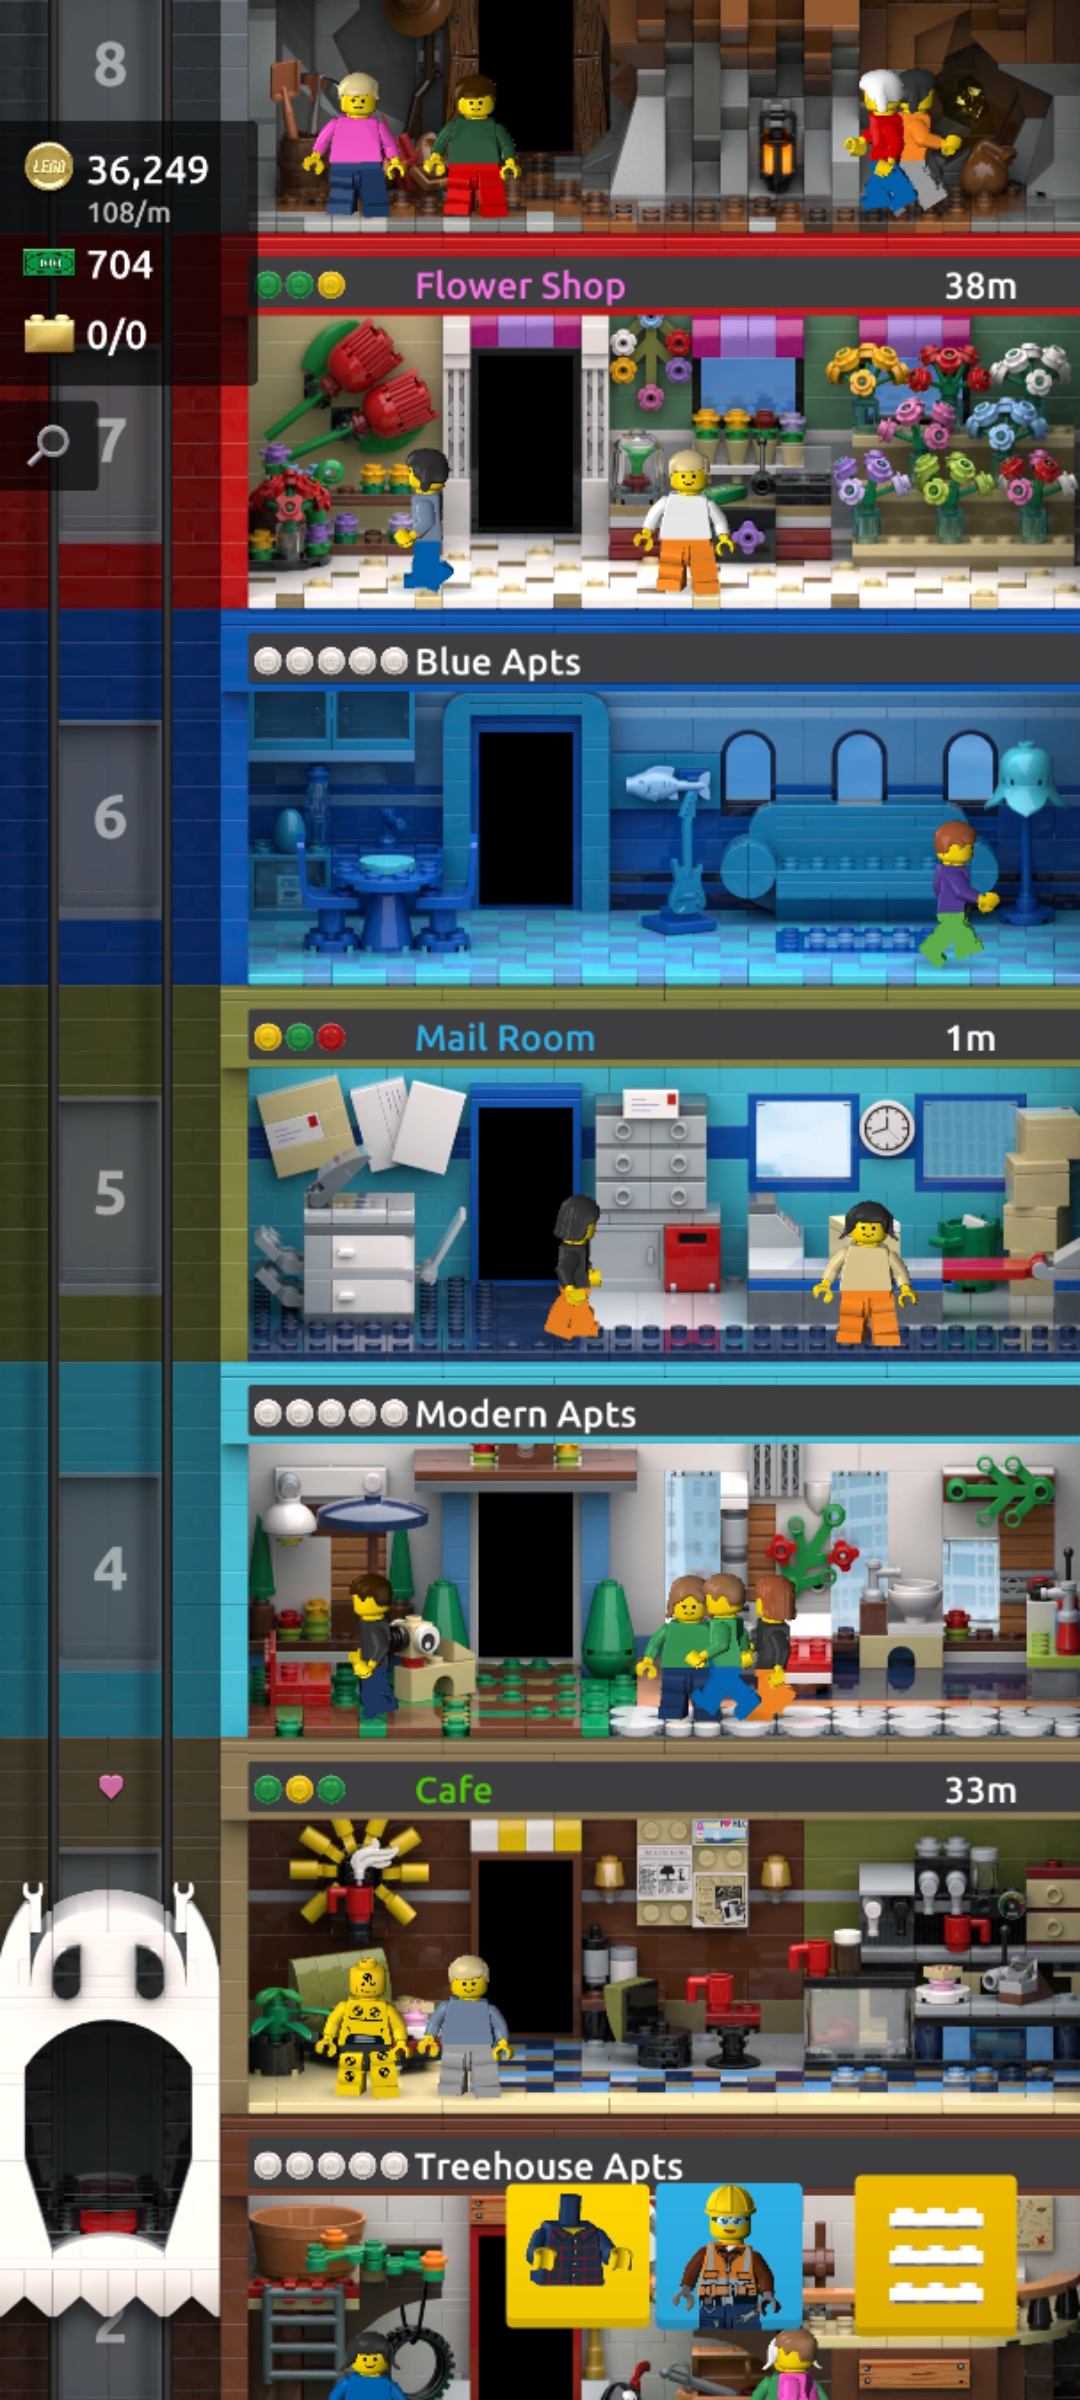 8
LEGO 36,249
108/m
704
0/0
Flower Shop 38m
7
Blue Apts
6
Mail Room 1m
5
Modern Apts
4
Cafe 33m
Treehouse Apts
2